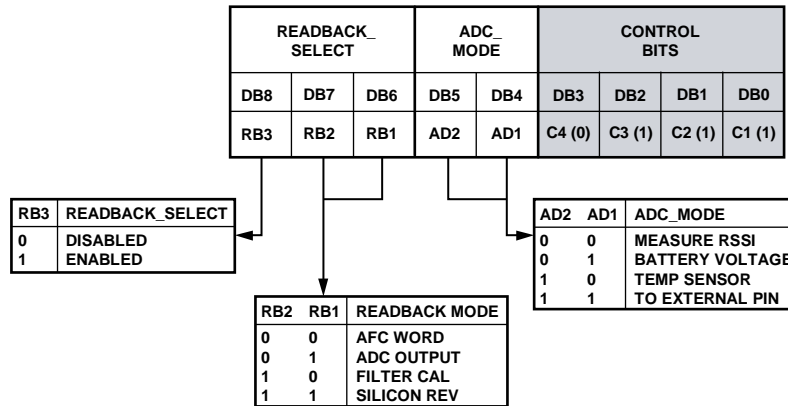 READBACK_ SELECT ADC_ MODE CONTROL BITS
DB8 DB7 DB6 DB5 DB4 DB3 DB2 DB1 DB0
RB3 RB2 RB1 AD2 AD1 C4 (0) C3 (1) C2 (1) C1 (1)
RB3 READBACK_SELECT
0 DISABLED
1 ENABLED
AD2 AD1 ADC_MODE
0 0 MEASURE RSSI
0 1 BATTERY VOLTAGE
1 0 TEMP SENSOR
1 1 TO EXTERNAL PIN
RB2 RB1 READBACK MODE
0 0 AFC WORD
0 1 ADC OUTPUT
1 0 FILTER CAL
1 1 SILICON REV